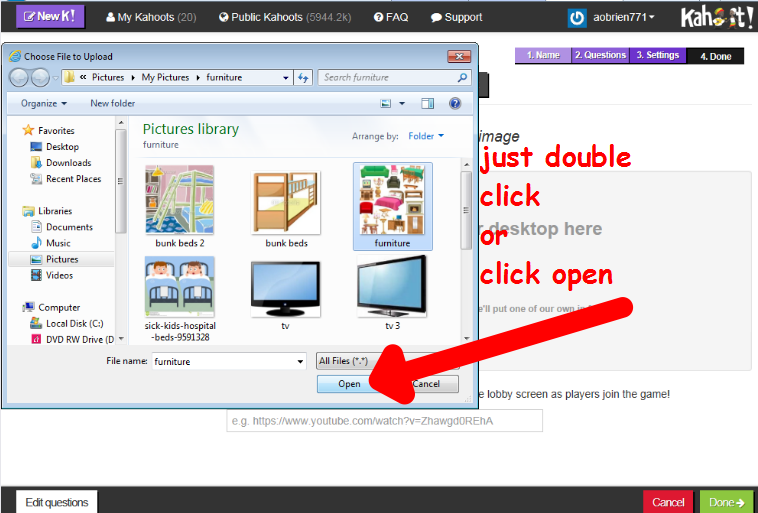 New K!
My Kahoots (20)
Public Kahoots (5944.2k)
FAQ
Support
aobrien771
Kahoot!
Choose File to Upload
« Pictures
My Pictures
furniture
Search furniture
Organize
New folder
1. Name
2. Questions
3. Settings
4. Done
Favorites
Desktop
Downloads
Recent Places
Libraries
Documents
Music
Pictures
Videos
Computer
Local Disk (C:)
DVD RW Drive (D
Pictures library
furniture
Arrange by:
Folder
bunk beds 2
bunk beds
furniture
sick-kids-hospital
-beds-9591328
tv
tv 3
File name:
furniture
All Files (*.*)
Open
Cancel
image
just double
click
or
click open
desktop here
we'll put one of our own in
e lobby screen as players join the game!
e.g. https://www.youtube.com/watch?v=Zhawgd0REhA
Edit questions
Cancel
Done